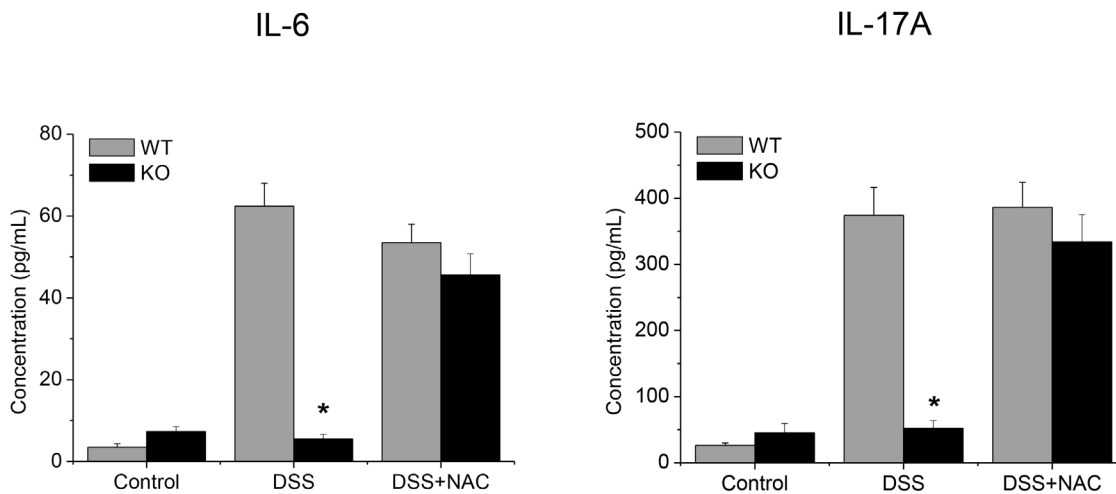 IL-6
Concentration (pg/mL)
80
60
40
20
0
WT
KO
*
Control
DSS
DSS+NAC
IL-17A
Concentration (pg/mL)
500
400
300
200
100
0
WT
KO
*
Control
DSS
DSS+NAC